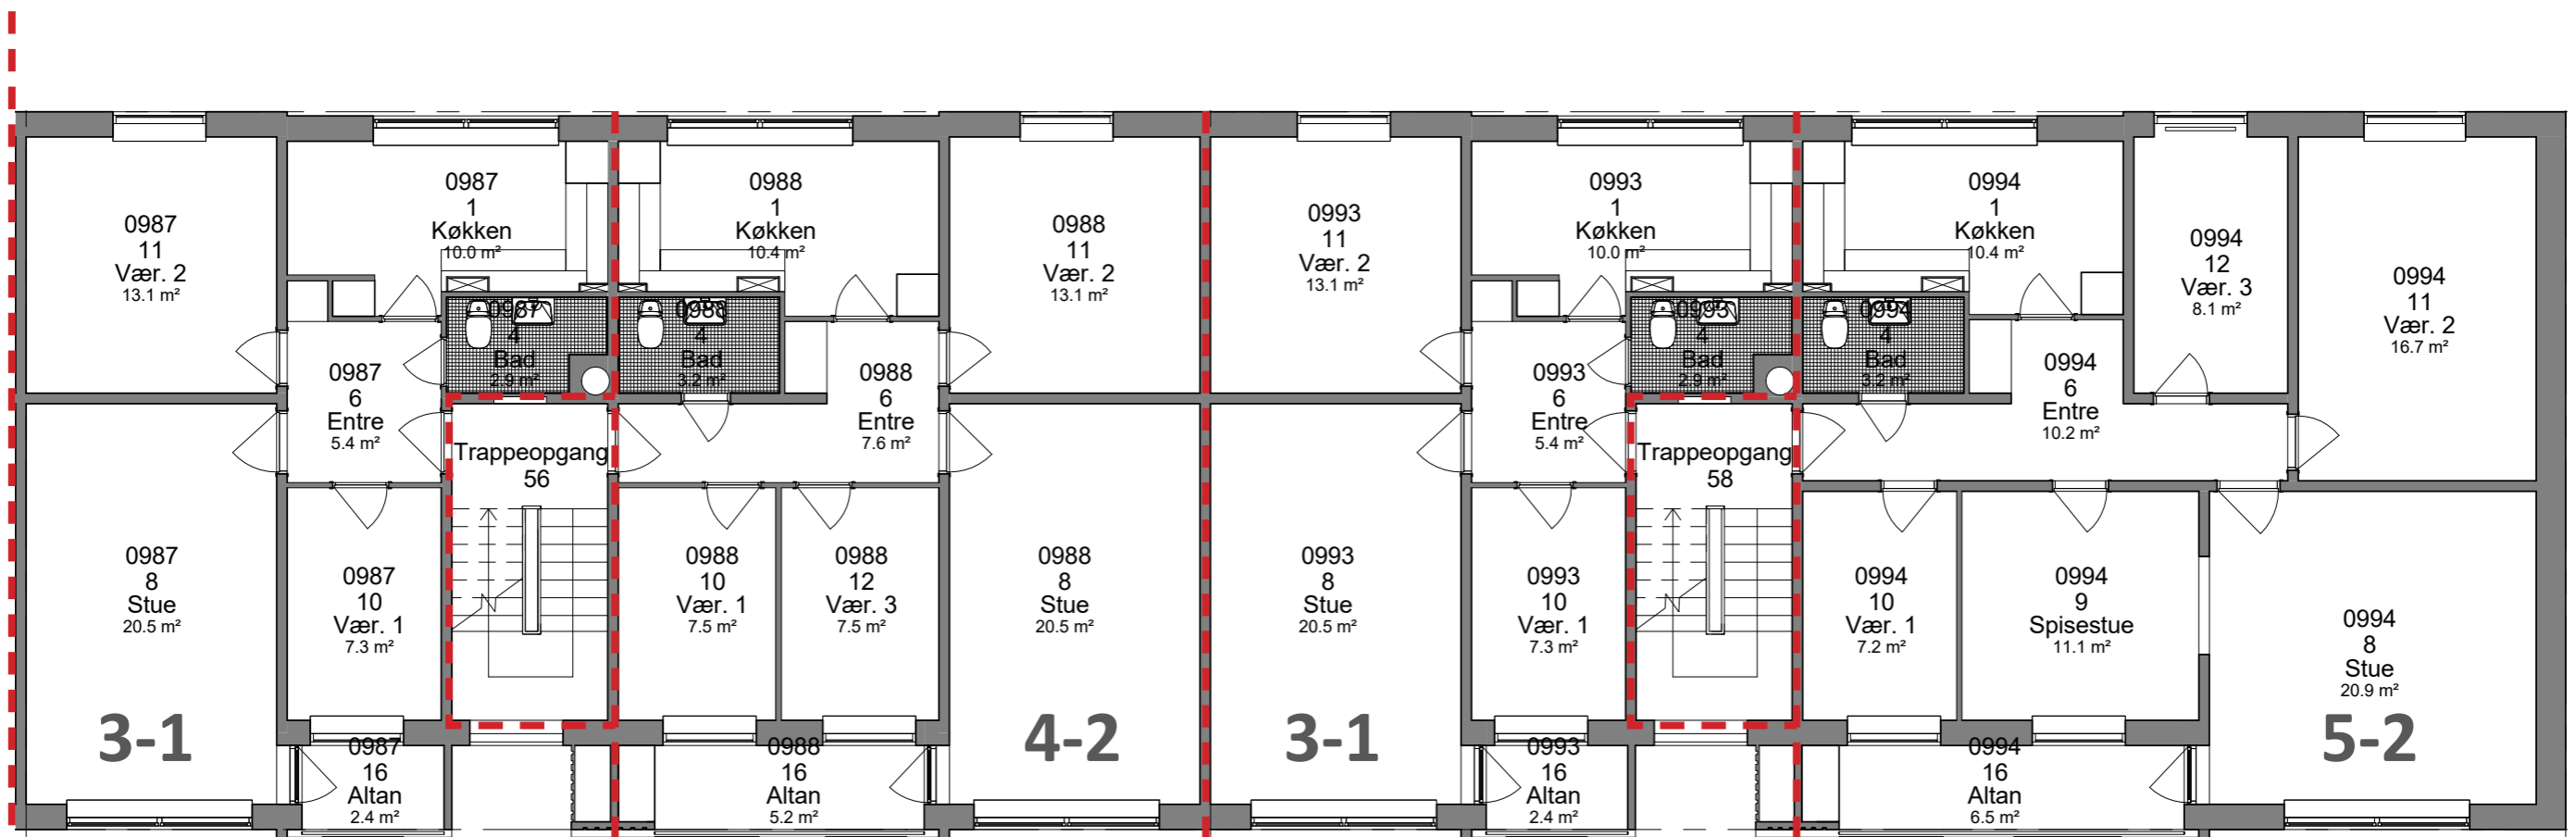 0987
11
Vær. 2
13.1 m²
0987
1
Køkken
10.0 m²
0987
4
Bad
2.9 m²
0987
6
Entre
5.4 m²
0987
8
Stue
20.5 m²
0987
10
Vær. 1
7.3 m²
0987
16
Altan
2.4 m²
3-1
Trappeopgang
56
0988
1
Køkken
10.4 m²
0988
11
Vær. 2
13.1 m²
0988
4
Bad
3.2 m²
0988
6
Entre
7.6 m²
0988
10
Vær. 1
7.5 m²
0988
12
Vær. 3
7.5 m²
0988
8
Stue
20.5 m²
0988
16
Altan
5.2 m²
4-2
0993
11
Vær. 2
13.1 m²
0993
1
Køkken
10.0 m²
0993
4
Bad
2.9 m²
0993
6
Entre
5.4 m²
0993
8
Stue
20.5 m²
0993
10
Vær. 1
7.3 m²
0993
16
Altan
2.4 m²
3-1
Trappeopgang
58
0994
1
Køkken
10.4 m²
0994
12
Vær. 3
8.1 m²
0994
11
Vær. 2
16.7 m²
0994
4
Bad
3.2 m²
0994
6
Entre
10.2 m²
0994
10
Vær. 1
7.2 m²
0994
9
Spisestue
11.1 m²
0994
8
Stue
20.9 m²
0994
16
Altan
6.5 m²
5-2